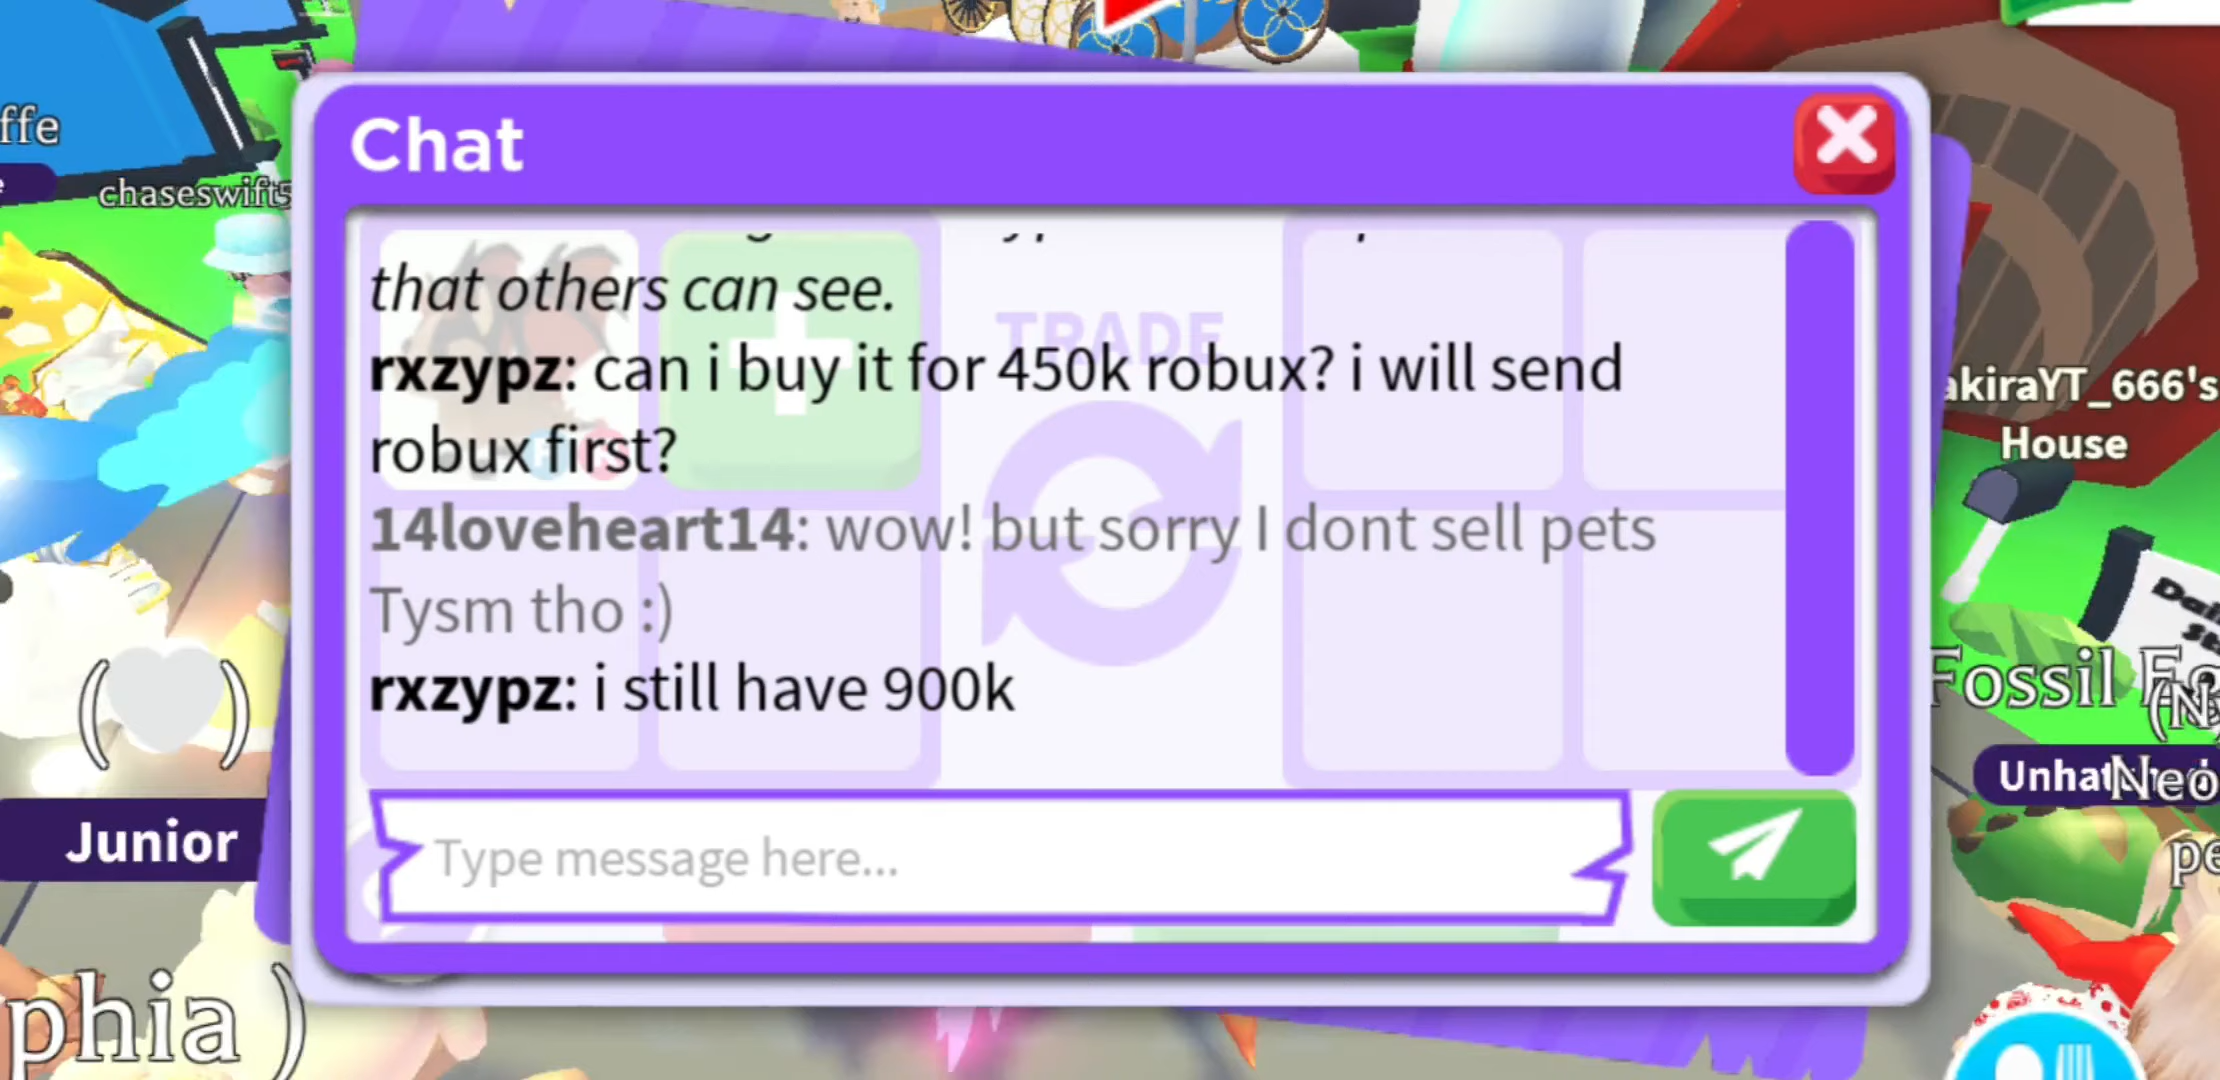 Chat
that others can see.
rxzypz: can i buy it for 450k robux? i will send
robux first?
14loveheart14: wow! but sorry I dont sell pets
Tysm tho :)
rxzypz: i still have 900k
Type message here...
TRADE
ffe
chaseswift5
akiraYT_666's
House
Junior
phia )
Fossil